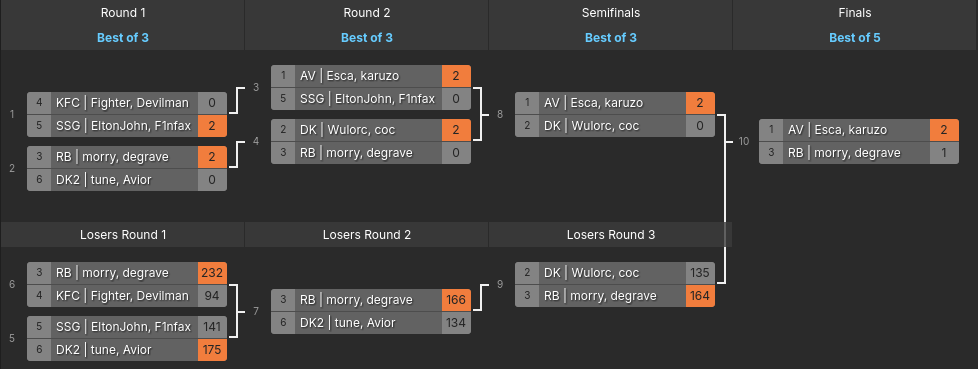 Round 1
Round 2
Semifinals
Finals
Best of 3
Best of 3
Best of 3
Best of 5
1
4 KFC | Fighter, Devilman 0
5 SSG | EltonJohn, F1nfax 2
2
3 RB | morry, degrave 2
6 DK2 | tune, Avior 0
3
1 AV | Esca, karuzo 2
5 SSG | EltonJohn, F1nfax 0
4
2 DK | Wulorc, coc 2
3 RB | morry, degrave 0
8
1 AV | Esca, karuzo 2
2 DK | Wulorc, coc 0
10
1 AV | Esca, karuzo 2
3 RB | morry, degrave 1
Losers Round 1
Losers Round 2
Losers Round 3
6
3 RB | morry, degrave 232
4 KFC | Fighter, Devilman 94
5
5 SSG | EltonJohn, F1nfax 141
6 DK2 | tune, Avior 175
7
3 RB | morry, degrave 166
6 DK2 | tune, Avior 134
9
2 DK | Wulorc, coc 135
3 RB | morry, degrave 164